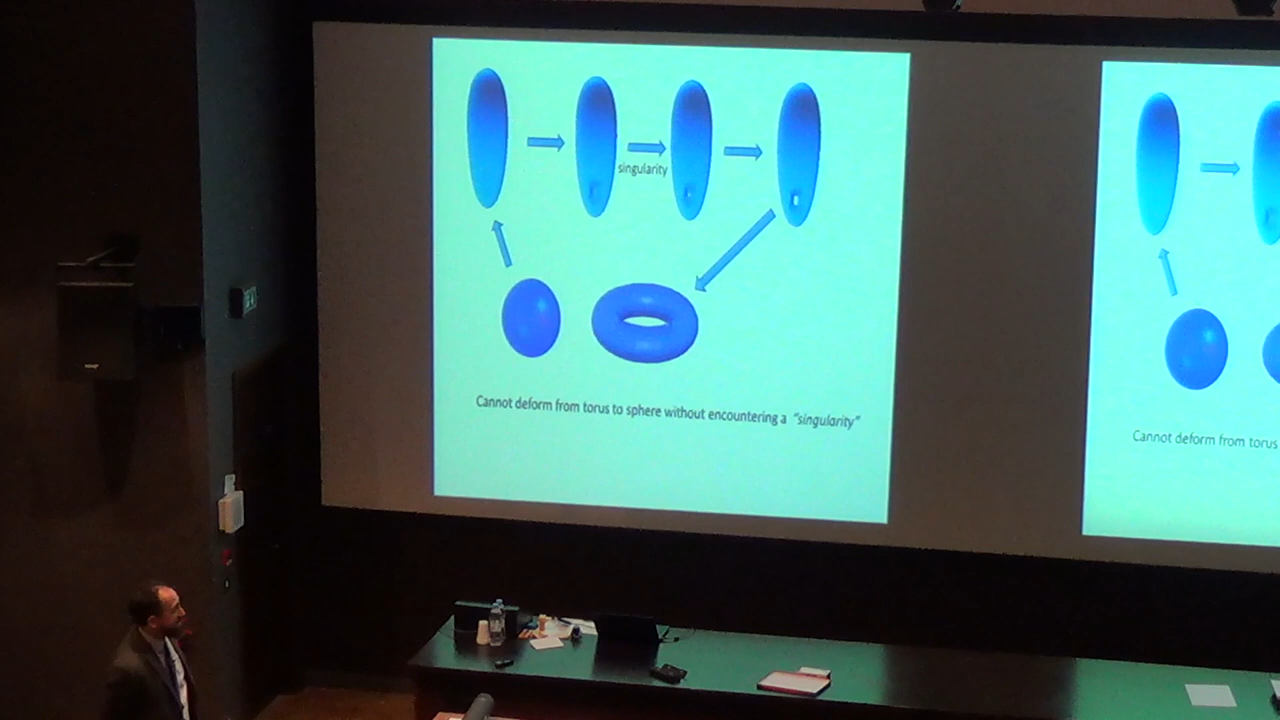 singularity
Cannot deform from torus to sphere without encountering a "singularity"
Cannot deform from torus